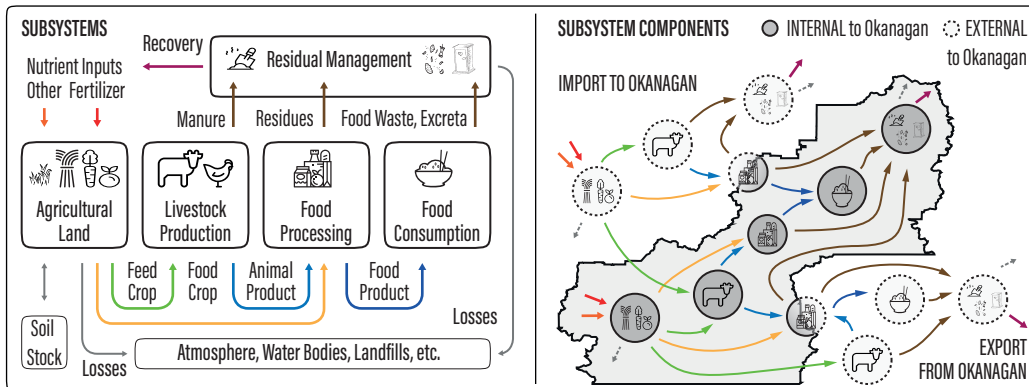 SUBSYSTEMS
Recovery
Residual Management
Nutrient Inputs
Other Fertilizer
Manure
Residues
Food Waste, Excreta
Agricultural
Land
Livestock
Production
Food
Processing
Food
Consumption
Feed
Crop
Food
Crop
Animal
Product
Food
Product
Losses
Soil
Stock
Losses
Atmosphere, Water Bodies, Landfills, etc.
SUBSYSTEM COMPONENTS
INTERNAL to Okanagan
EXTERNAL
to Okanagan
IMPORT TO OKANAGAN
EXPORT
FROM OKANAGAN